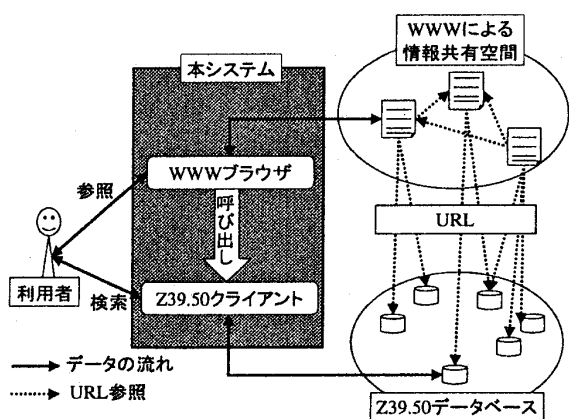 WWWによる
情報共有空間
本システム
WWWブラウザ
参照
呼び出し
URL
利用者
検索
Z39.50クライアント
データの流れ
URL参照
Z39.50データベース